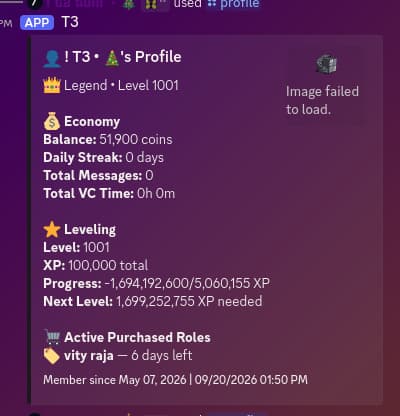 used profile
PM APP T3
! T3 • 🎄's Profile
Legend • Level 1001
Image failed
to load.
Economy
Balance: 51,900 coins
Daily Streak: 0 days
Total Messages: 0
Total VC Time: 0h 0m
Leveling
Level: 1001
XP: 100,000 total
Progress: -1,694,192,600/5,060,155 XP
Next Level: 1,699,252,755 XP needed
Active Purchased Roles
vity raja — 6 days left
Member since May 07, 2026 | 09/20/2026 01:50 PM